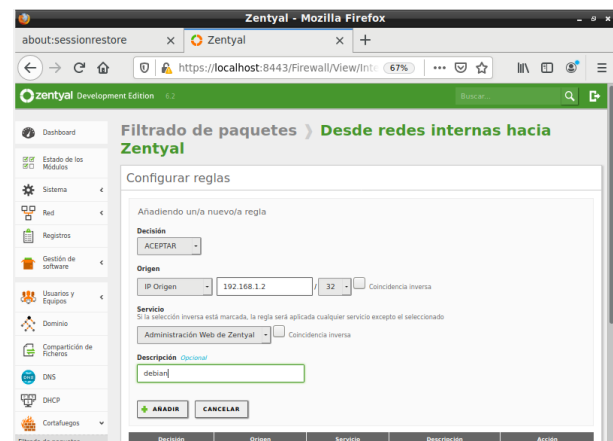 Zentyal - Mozilla Firefox
about:sessionrestore
Zentyal
https://localhost:8443/Firewall/View/Inte
67%
zentyal Development Edition 6.2
Buscar...
Dashboard
Estado de los
Módulos
Sistema
Red
Registros
Gestión de
software
Usuarios y
Equipos
Dominio
Compartición de
Ficheros
DNS
DHCP
Cortafuegos
Filtrado de paquetes
Filtrado de paquetes Desde redes internas hacia
Zentyal
Configurar reglas
Añadiendo un/a nuevo/a regla
Decisión
ACEPTAR
Origen
IP Origen 192.168.1.2 / 32 Coincidencia inversa
Servicio
Si la selección inversa está marcada, la regla será aplicada cualquier servicio excepto el seleccionado
Administración Web de Zentyal Coincidencia inversa
Descripción Opcional
debian
+ AÑADIR CANCELAR
Decisión Origen Servicio Descripción Acción